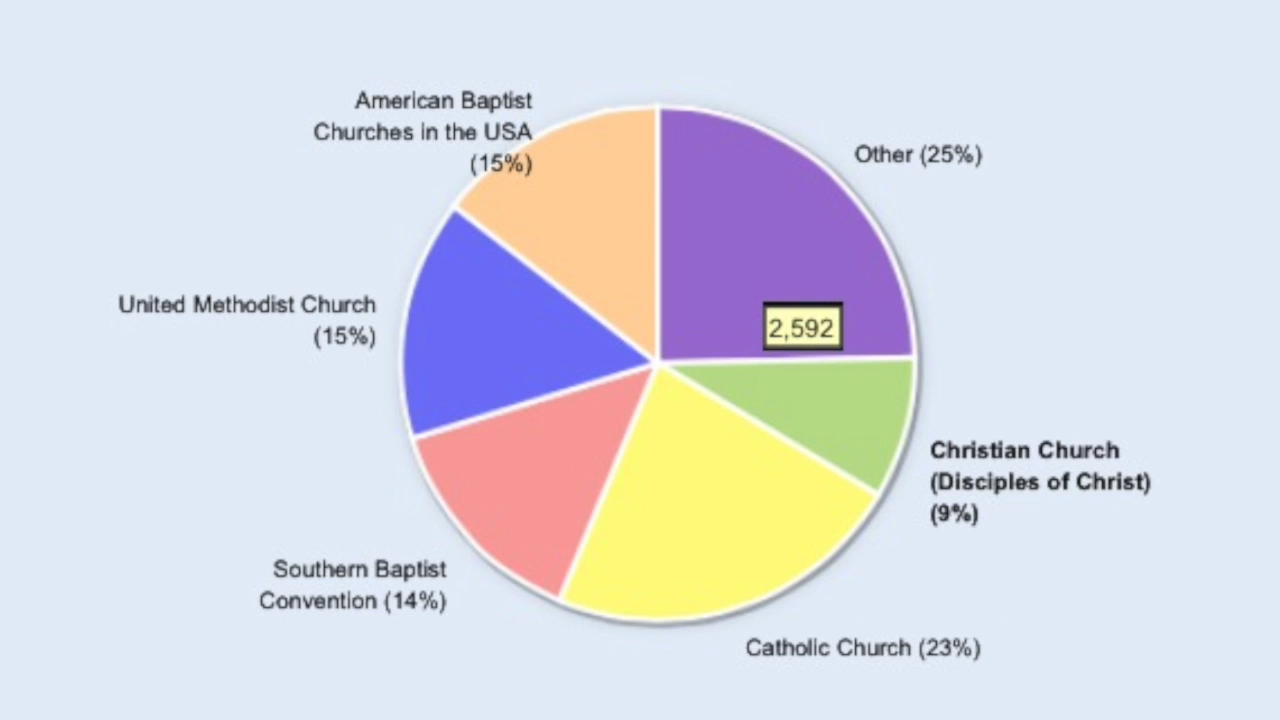 American Baptist
Churches in the USA
(15%)
Other (25%)
United Methodist Church
(15%)
2,592
Christian Church
(Disciples of Christ)
(9%)
Southern Baptist
Convention (14%)
Catholic Church (23%)